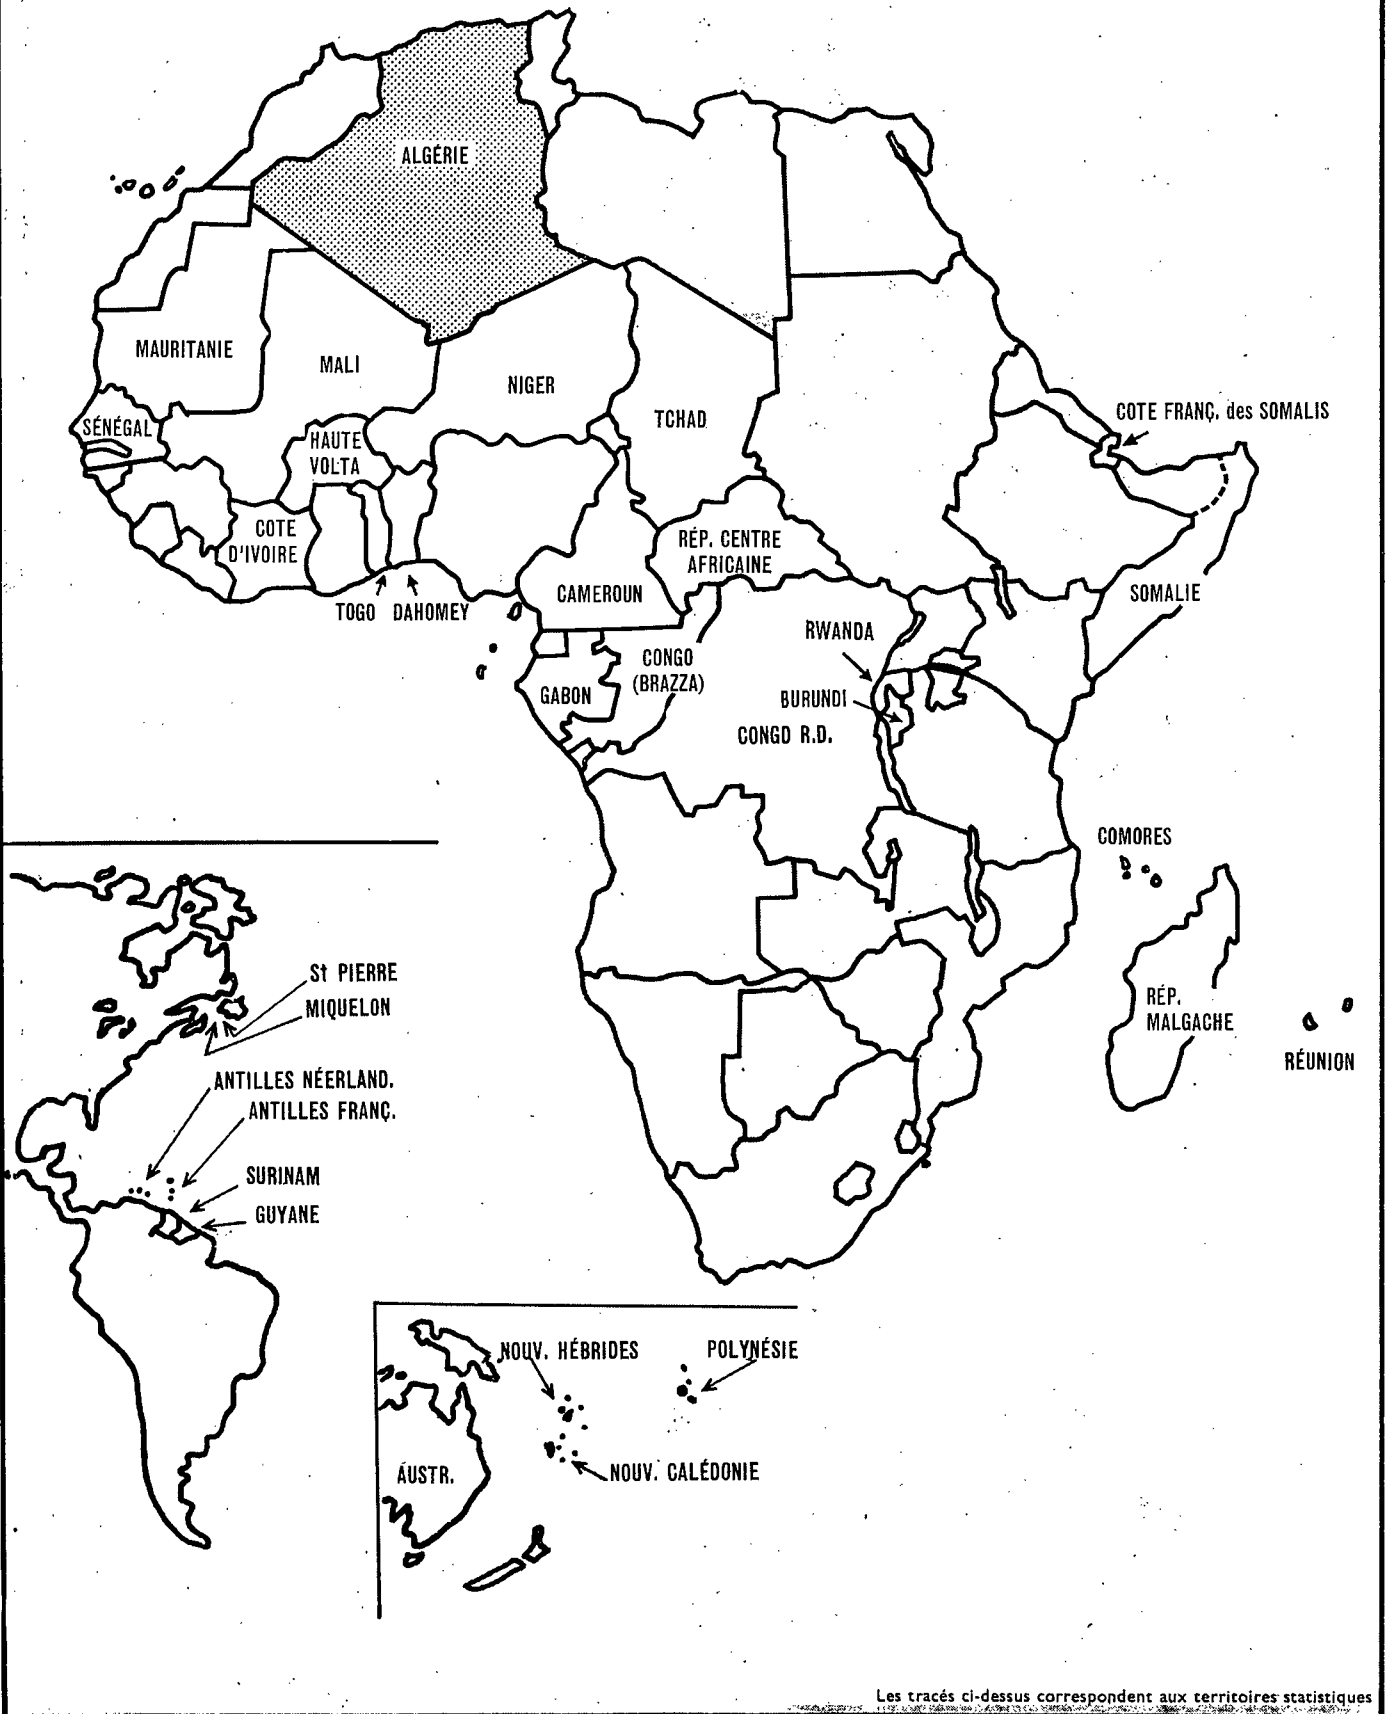 ALGÉRIE
MAURITANIE
MALI
NIGER
TCHAD
SÉNÉGAL
HAUTE
VOLTA
COTE FRANÇ. des SOMALIS
COTE
D'IVOIRE
RÉP. CENTRE
AFRICAINE
TOGO
DAHOMEY
CAMEROUN
SOMALIE
RWANDA
CONGO
(BRAZZA)
GABON
BURUNDI
CONGO R.D.
COMORES
RÉP.
MALGACHE
RÉUNION
St PIERRE
MIQUELON
ANTILLES NÉERLAND.
ANTILLES FRANÇ.
SURINAM
GUYANE
NOUV. HÉBRIDES
POLYNÉSIE
AUSTR.
NOUV. CALÉDONIE
Les tracés ci-dessus correspondent aux territoires statistiques